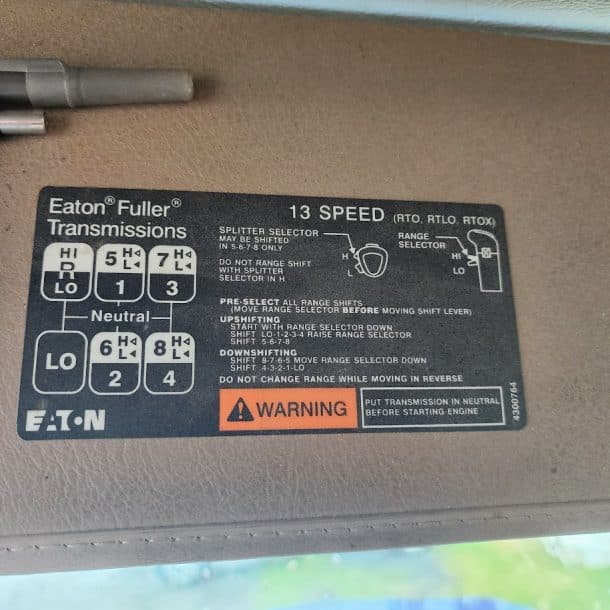 Eaton® Fuller®
Transmissions
13 SPEED (RTO, RTLO, RTOX)
HI
R
LO
5 H◁
L◀
1
7 H◁
L◀
3
Neutral
LO
6 H◁
L◀
2
8 H◁
L◀
4
EATON
SPLITTER SELECTOR
MAY BE SHIFTED
IN 5-6-7-8 ONLY
DO NOT RANGE SHIFT
WITH SPLITTER
SELECTOR IN H
H
L
RANGE
SELECTOR
HI
LO
PRE-SELECT ALL RANGE SHIFTS
(MOVE RANGE SELECTOR BEFORE MOVING SHIFT LEVER)
UPSHIFTING
START WITH RANGE SELECTOR DOWN
SHIFT LO-1-2-3-4 RAISE RANGE SELECTOR
SHIFT 5-6-7-8
DOWNSHIFTING
SHIFT 8-7-6-5 MOVE RANGE SELECTOR DOWN
SHIFT 4-3-2-1-LO
DO NOT CHANGE RANGE WHILE MOVING IN REVERSE
WARNING
PUT TRANSMISSION IN NEUTRAL
BEFORE STARTING ENGINE
4300764